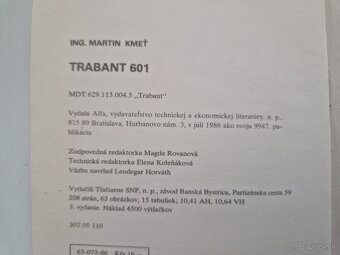 ING. MARTIN KMEŤ
TRABANT 601
MDT 629.113.004.5 „Trabant"
Vydala Alfa, vydavateľstvo technickej a ekonomickej literatúry, n. p.,
815 89 Bratislava, Hurbanovo nám. 3, v júli 1986 ako svoju 9947. pu-
blikáciu
Zodpovedná redaktorka Magda Rovanová
Technická redaktorka Elena Koleňáková
Väzbu navrhol Leodegar Horváth
Vytlačili Tlačiarne SNP, n. p., závod Banská Bystrica, Partizánska cesta 59
208 strán, 63 obrázkov, 15 tabuliek; 10,41 AH, 10,64 VH
3. vydanie. Náklad 4500 výtlačkov
302 05 110
63-073-86 Kčs 16